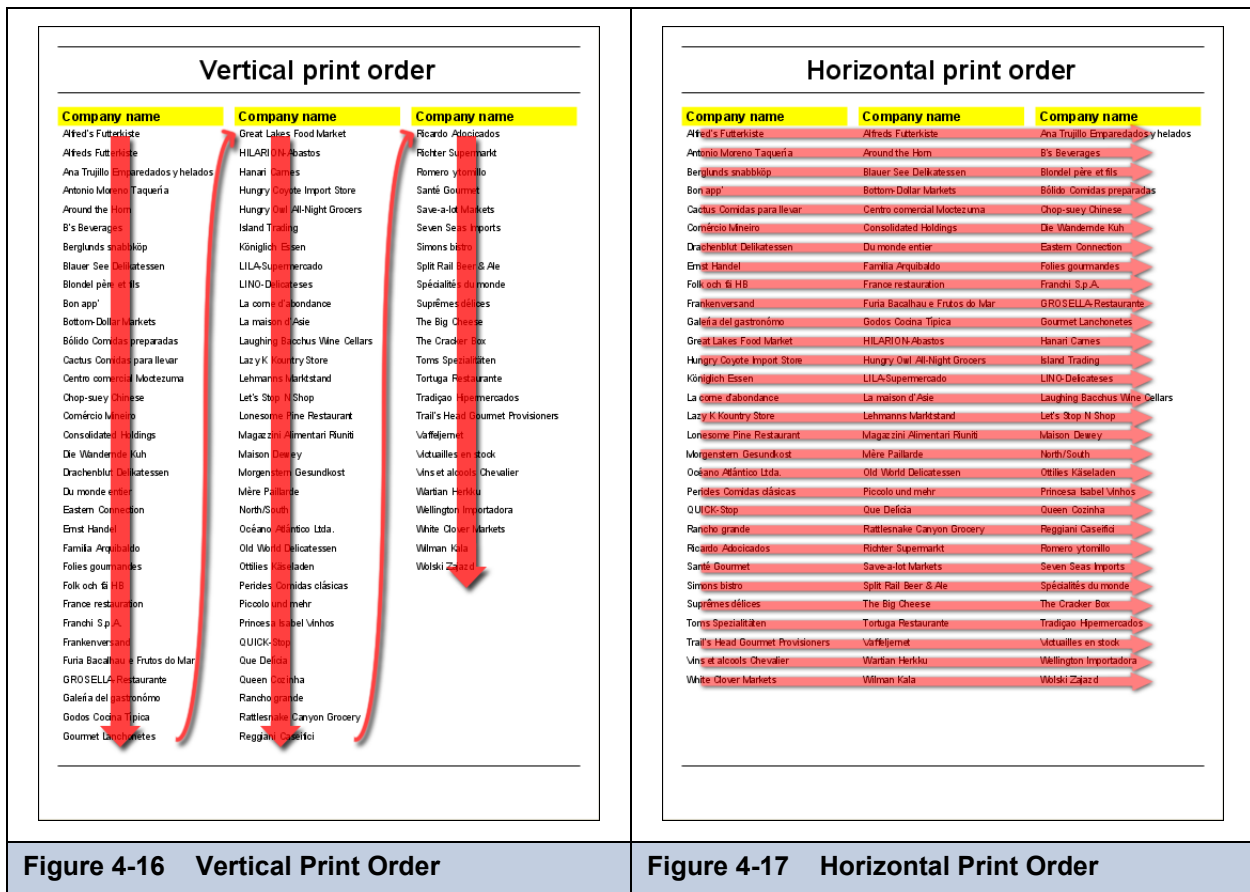 Vertical print order
Company name
Alfred's Futterkiste
Alfreds Futterkiste
Ana Trujillo Emparedados y helados
Antonio Moreno Taquería
Around the Horn
B's Beverages
Berglunds snabbköp
Blauer See Delikatessen
Blondel père et fils
Bon app'
Bottom-Dollar Markets
Bólido Comidas preparadas
Cactus Comidas para llevar
Centro comercial Moctezuma
Chop-suey Chinese
Comércio Mineiro
Consolidated Holdings
Die Wandernde Kuh
Drachenblut Delikatessen
Du monde entier
Eastern Connection
Ernst Handel
Familia Arquibaldo
Folies gourmandes
Folk och fä HB
France restauration
Franchi S.p.A.
Frankenversand
Furia Bacalhau e Frutos do Mar
GROSELLA-Restaurante
Galería del gastronómo
Godos Cocina Típica
Gourmet Lanchonetes
Company name
Great Lakes Food Market
HILARION-Abastos
Hanari Carnes
Hungry Coyote Import Store
Hungry Owl All-Night Grocers
Island Trading
Königlich Essen
LILA-Supermercado
LINO-Delicateses
La corne d'abondance
La maison d'Asie
Laughing Bacchus Wine Cellars
Lazy K Kountry Store
Lehmanns Marktstand
Let's Stop N Shop
Lonesome Pine Restaurant
Magazzini Alimentari Riuniti
Maison Dewey
Morgenstern Gesundkost
Mère Paillarde
North/South
Océano Atlántico Ltda.
Old World Delicatessen
Ottilies Käseladen
Pericles Comidas clásicas
Piccolo und mehr
Princesa Isabel Vinhos
QUICK-Stop
Que Delícia
Queen Cozinha
Rancho grande
Rattlesnake Canyon Grocery
Reggiani Caseifici
Company name
Ricardo Adocicados
Richter Supermarkt
Romero y tomillo
Santé Gourmet
Save-a-lot Markets
Seven Seas Imports
Simons bistro
Split Rail Beer & Ale
Spécialités du monde
Suprêmes délices
The Big Cheese
The Cracker Box
Toms Spezialitäten
Tortuga Restaurante
Tradiçao Hipermercados
Trail's Head Gourmet Provisioners
Vaffeljernet
Victuailles en stock
Vins et alcools Chevalier
Wartian Herkku
Wellington Importadora
White Clover Markets
Wilman Kala
Wolski Zajazd
Figure 4-16 Vertical Print Order
Horizontal print order
Company name Company name Company name
Alfred's Futterkiste Alfreds Futterkiste Ana Trujillo Emparedados y helados
Antonio Moreno Taquería Around the Horn B's Beverages
Berglunds snabbköp Blauer See Delikatessen Blondel père et fils
Bon app' Bottom-Dollar Markets Bólido Comidas preparadas
Cactus Comidas para llevar Centro comercial Moctezuma Chop-suey Chinese
Comércio Mineiro Consolidated Holdings Die Wandernde Kuh
Drachenblut Delikatessen Du monde entier Eastern Connection
Ernst Handel Familia Arquibaldo Folies gourmandes
Folk och fä HB France restauration Franchi S.p.A.
Frankenversand Furia Bacalhau e Frutos do Mar GROSELLA-Restaurante
Galería del gastronómo Godos Cocina Típica Gourmet Lanchonetes
Great Lakes Food Market HILARION-Abastos Hanari Carnes
Hungry Coyote Import Store Hungry Owl All-Night Grocers Island Trading
Königlich Essen LILA-Supermercado LINO-Delicateses
La corne d'abondance La maison d'Asie Laughing Bacchus Wine Cellars
Lazy K Kountry Store Lehmanns Marktstand Let's Stop N Shop
Lonesome Pine Restaurant Magazzini Alimentari Riuniti Maison Dewey
Morgenstern Gesundkost Mère Paillarde North/South
Océano Atlántico Ltda. Old World Delicatessen Ottilies Käseladen
Pericles Comidas clásicas Piccolo und mehr Princesa Isabel Vinhos
QUICK-Stop Que Delícia Queen Cozinha
Rancho grande Rattlesnake Canyon Grocery Reggiani Caseifici
Ricardo Adocicados Richter Supermarkt Romero y tomillo
Santé Gourmet Save-a-lot Markets Seven Seas Imports
Simons bistro Split Rail Beer & Ale Spécialités du monde
Suprêmes délices The Big Cheese The Cracker Box
Toms Spezialitäten Tortuga Restaurante Tradiçao Hipermercados
Trail's Head Gourmet Provisioners Vaffeljernet Victuailles en stock
Vins et alcools Chevalier Wartian Herkku Wellington Importadora
White Clover Markets Wilman Kala Wolski Zajazd
Figure 4-17 Horizontal Print Order